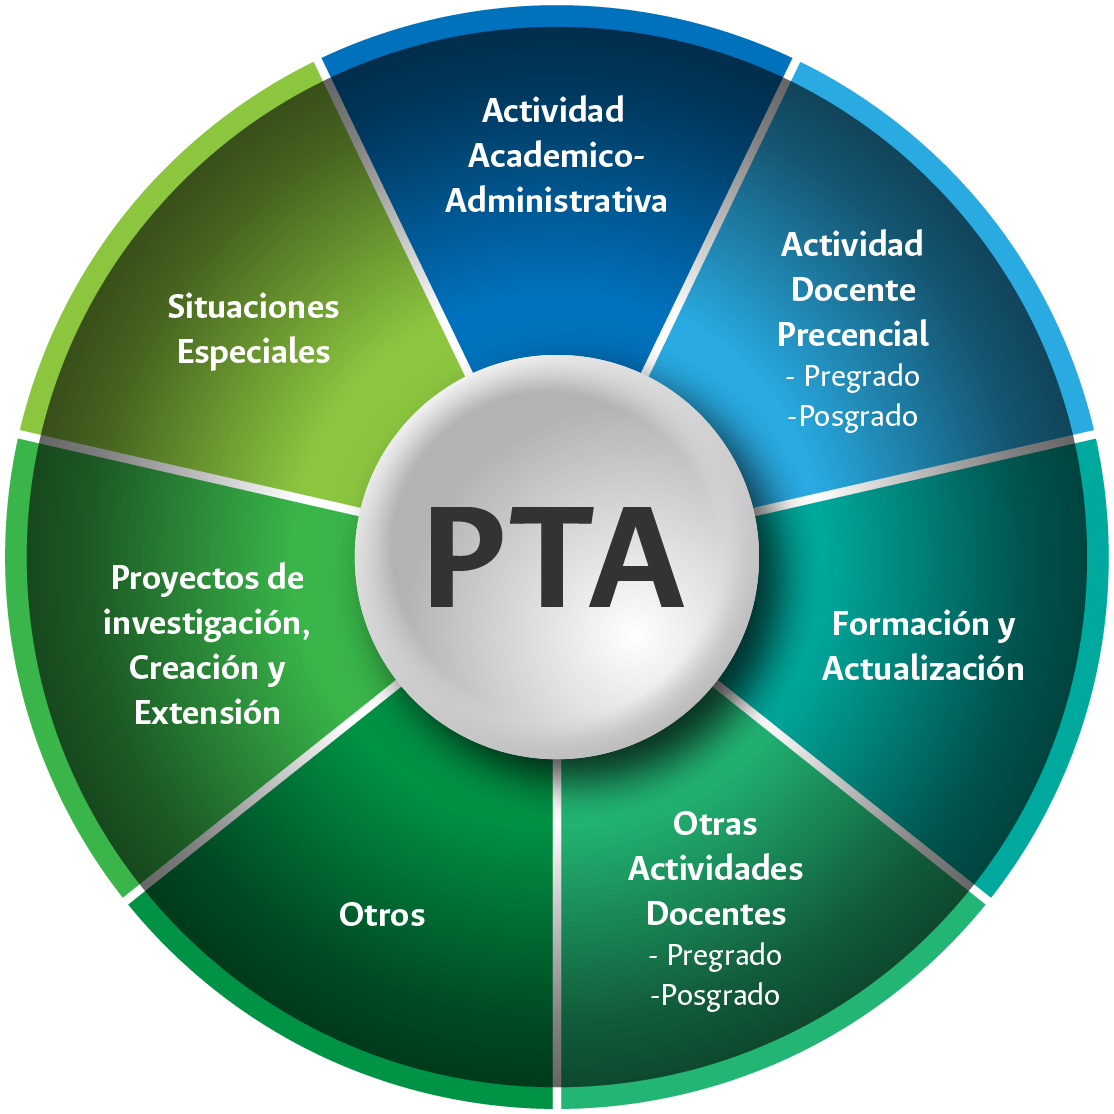 Actividad
Academico-
Administrativa
Actividad
Docente
Precencial
- Pregrado
-Posgrado
Formación y
Actualización
Otras
Actividades
Docentes
- Pregrado
-Posgrado
Otros
Proyectos de
investigación,
Creación y
Extensión
Situaciones
Especiales
PTA